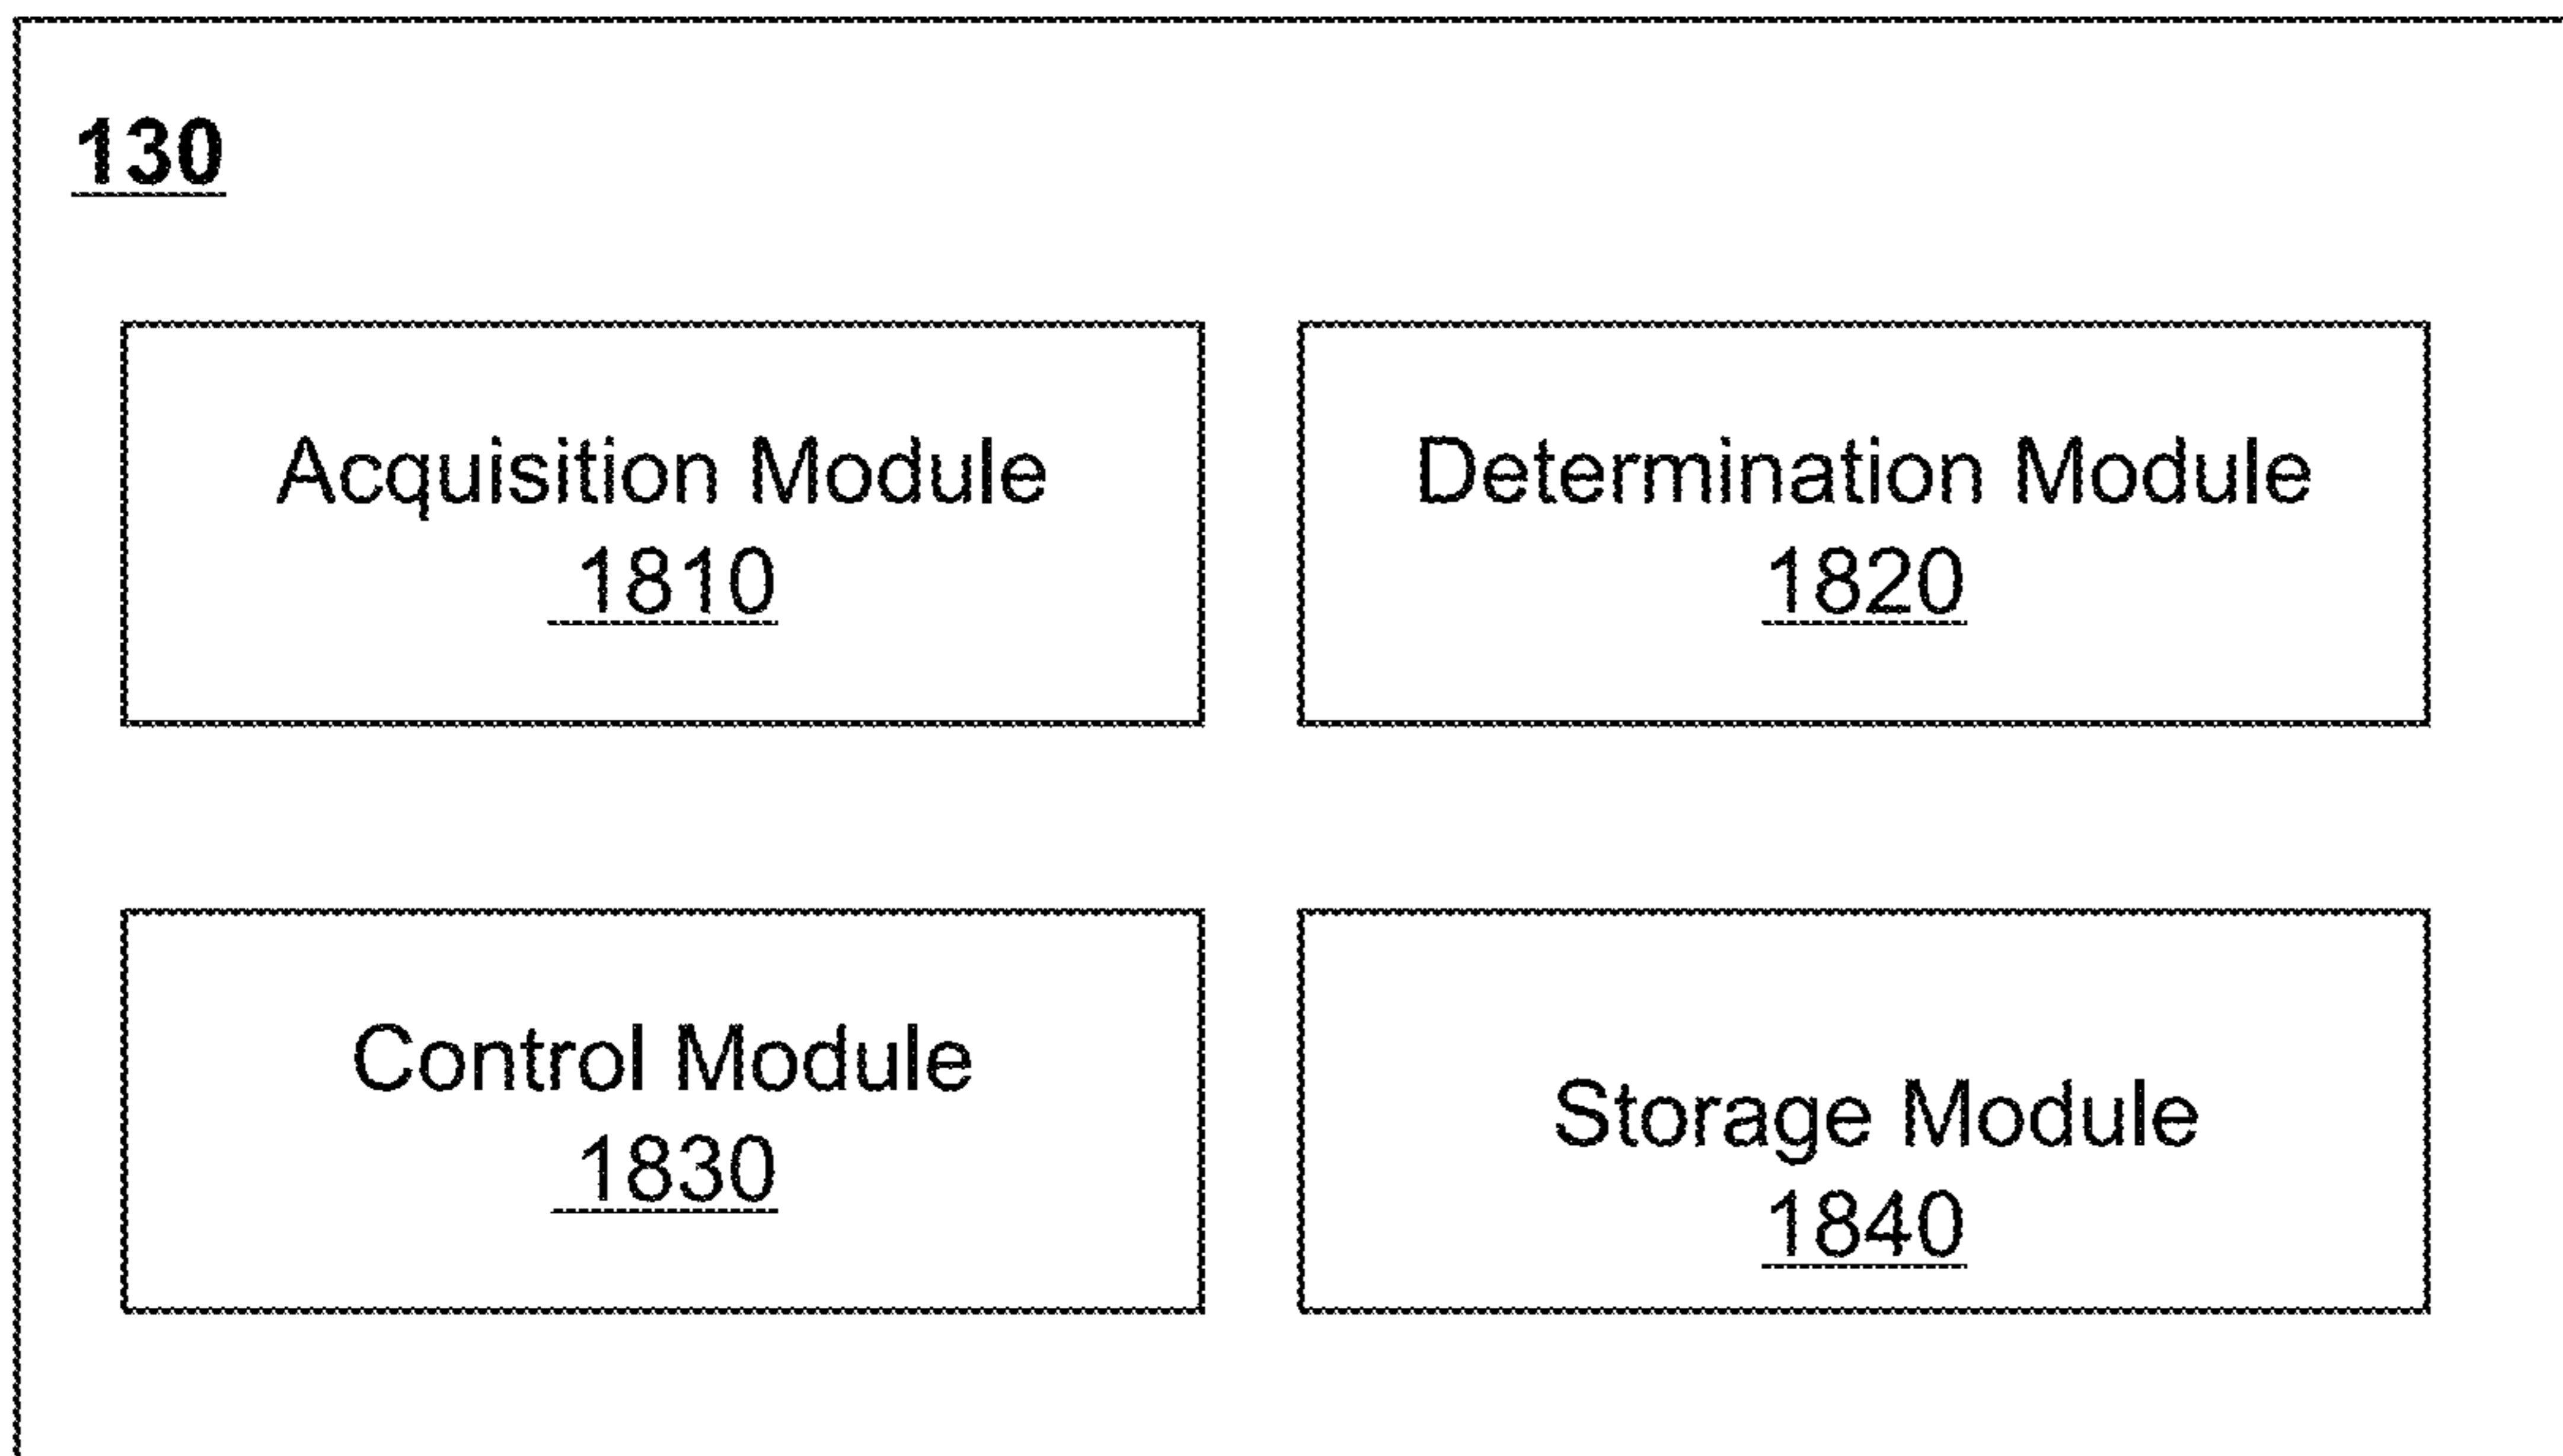 130
Acquisition Module
1810
Determination Module
1820
Control Module
1830
Storage Module
1840